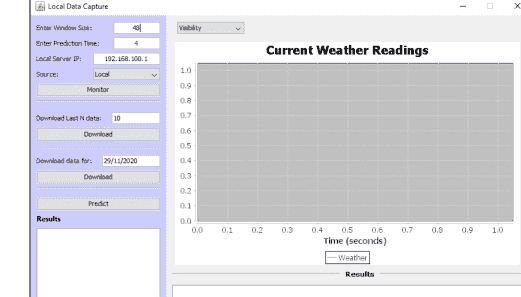 Local Data Capture
Enter Window Size: 48
Enter Prediction Time: 4
Local Server IP: 192.168.100.1
Source: Local
Monitor
Download Last N data: 10
Download
Download data for: 29/11/2020
Download
Predict
Results
Visibility
Current Weather Readings
1.0
0.9
0.8
0.7
0.6
0.5
0.4
0.3
0.2
0.1
0.0
0.0 0.1 0.2 0.3 0.4 0.5 0.6 0.7 0.8 0.9 1.0
Time (seconds)
Weather
Results